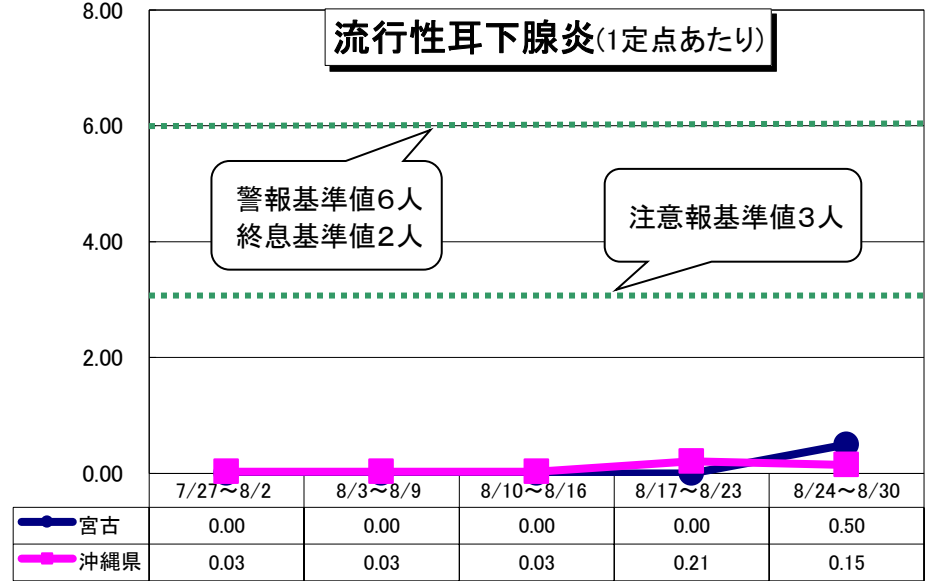 流行性耳下腺炎(1定点あたり)
8.00
6.00
警報基準値6人
終息基準値2人
注意報基準値3人
4.00
2.00
0.00
7/27～8/2 8/3～8/9 8/10～8/16 8/17～8/23 8/24～8/30
宮古 0.00 0.00 0.00 0.00 0.50
沖縄県 0.03 0.03 0.03 0.21 0.15